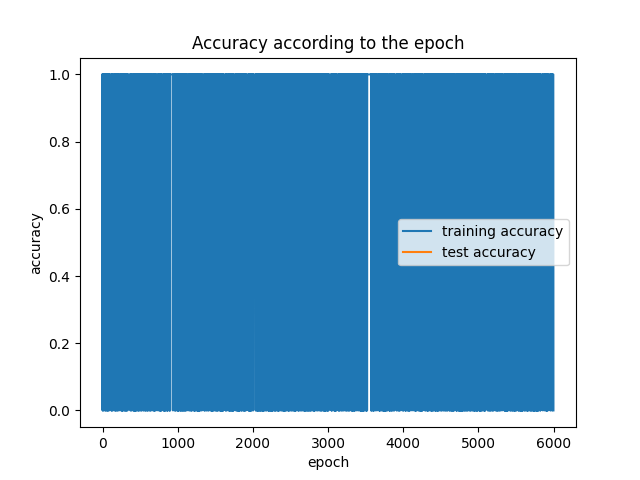 Accuracy according to the epoch
1.0
0.8
0.6
0.4
0.2
0.0
accuracy
training accuracy
test accuracy
0 1000 2000 3000 4000 5000 6000
epoch